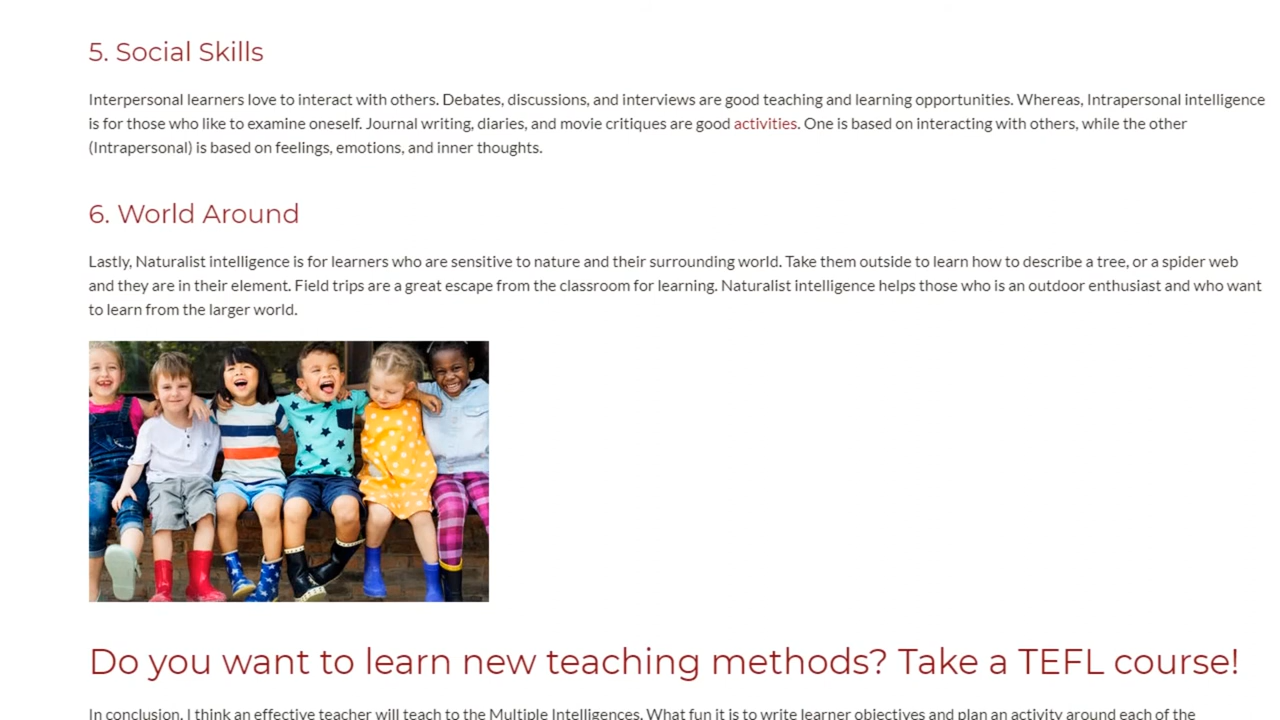 5. Social Skills
Interpersonal learners love to interact with others. Debates, discussions, and interviews are good teaching and learning opportunities. Whereas, Intrapersonal intelligence
is for those who like to examine oneself. Journal writing, diaries, and movie critiques are good activities. One is based on interacting with others, while the other
(Intrapersonal) is based on feelings, emotions, and inner thoughts.
6. World Around
Lastly, Naturalist intelligence is for learners who are sensitive to nature and their surrounding world. Take them outside to learn how to describe a tree, or a spider web
and they are in their element. Field trips are a great escape from the classroom for learning. Naturalist intelligence helps those who is an outdoor enthusiast and who want
to learn from the larger world.
Do you want to learn new teaching methods? Take a TEFL course!
In conclusion, I think an effective teacher will teach to the Multiple Intelligences. What fun it is to write learner objectives and plan an activity around each of the